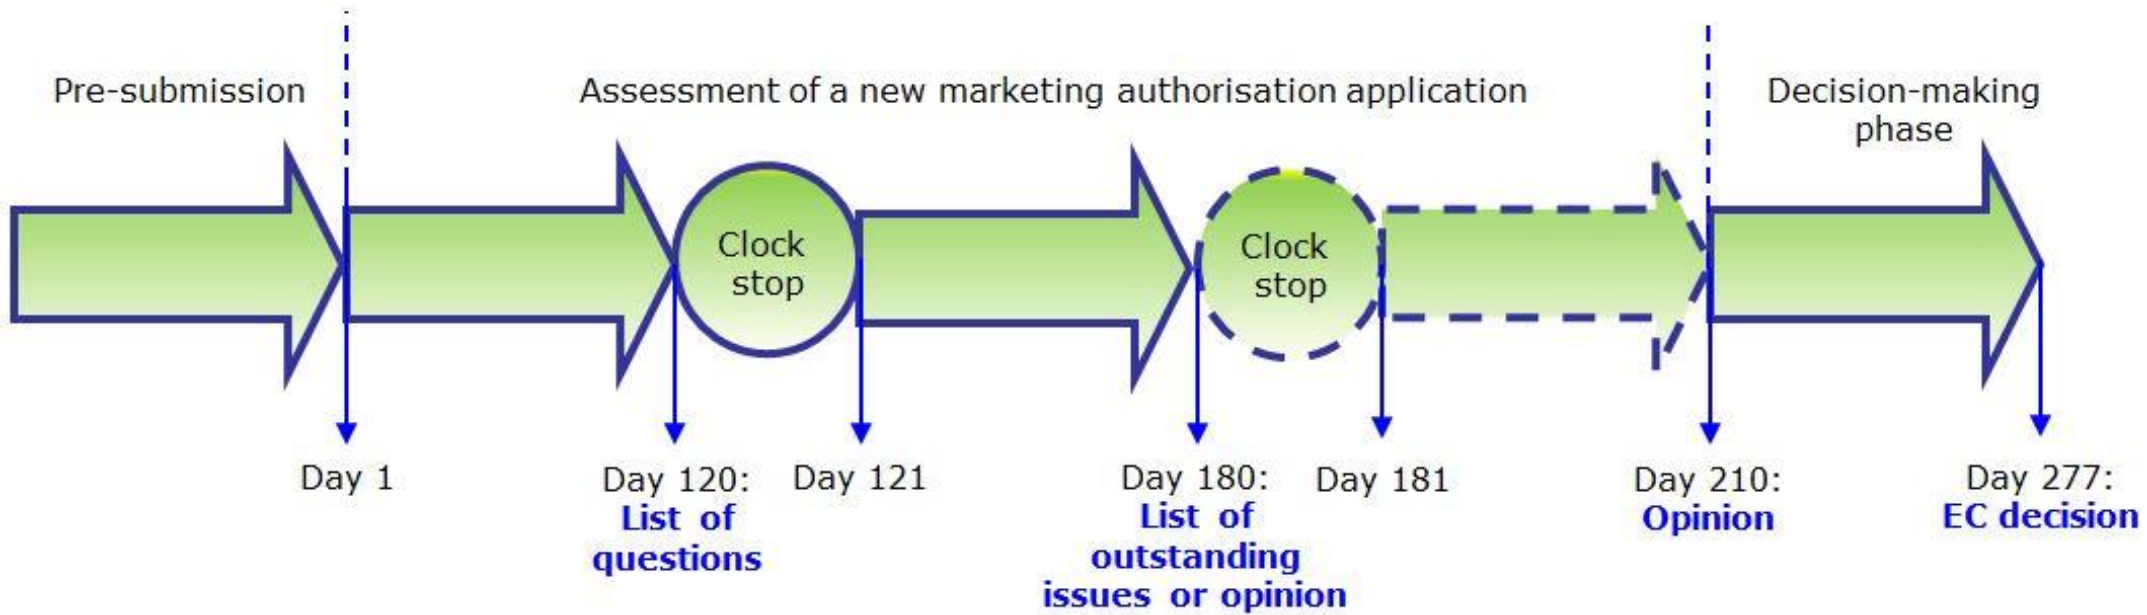 Pre-submission
Assessment of a new marketing authorisation application
Decision-making
phase
Clock
stop
Clock
stop
Day 1
Day 120:
List of
questions
Day 121
Day 180:
List of
outstanding
issues or opinion
Day 181
Day 210:
Opinion
Day 277:
EC decision